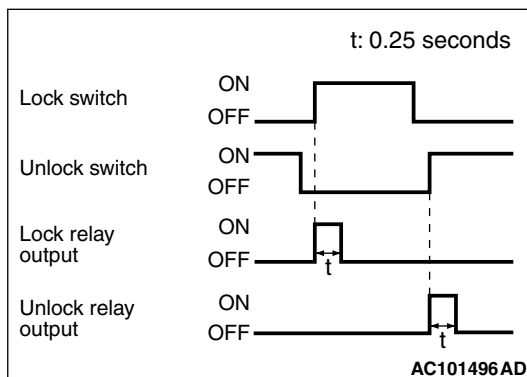 t: 0.25 seconds
Lock switch
ON
OFF
Unlock switch
ON
OFF
Lock relay
output
ON
OFF
t
Unlock relay
output
ON
OFF
t
AC101496AD